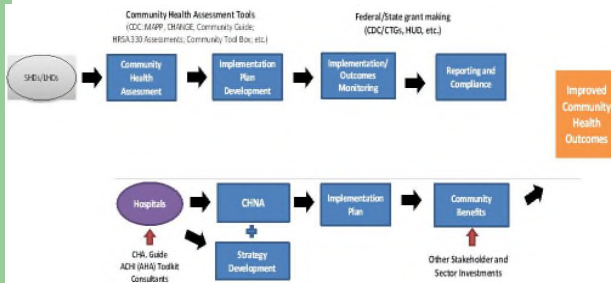 Community Health Assessment Tools
(CDC: MAPP, CHANGE, Community Guide;
HRSA 330 Assessments; Community Tool Box; etc.)
Federal/State grant making
(CDC/CTGs, HUD, etc.)
SHDs/LHDs
Community
Health
Assessment
Implementation
Plan
Development
Implementation/
Outcomes
Monitoring
Reporting and
Compliance
Improved
Community
Health
Outcomes
Hospitals
CHNA
Implementation
Plan
Community
Benefits
Strategy
Development
CHA. Guide
ACHI (AHA) Toolkit
Consultants
Other Stakeholder and
Sector Investments